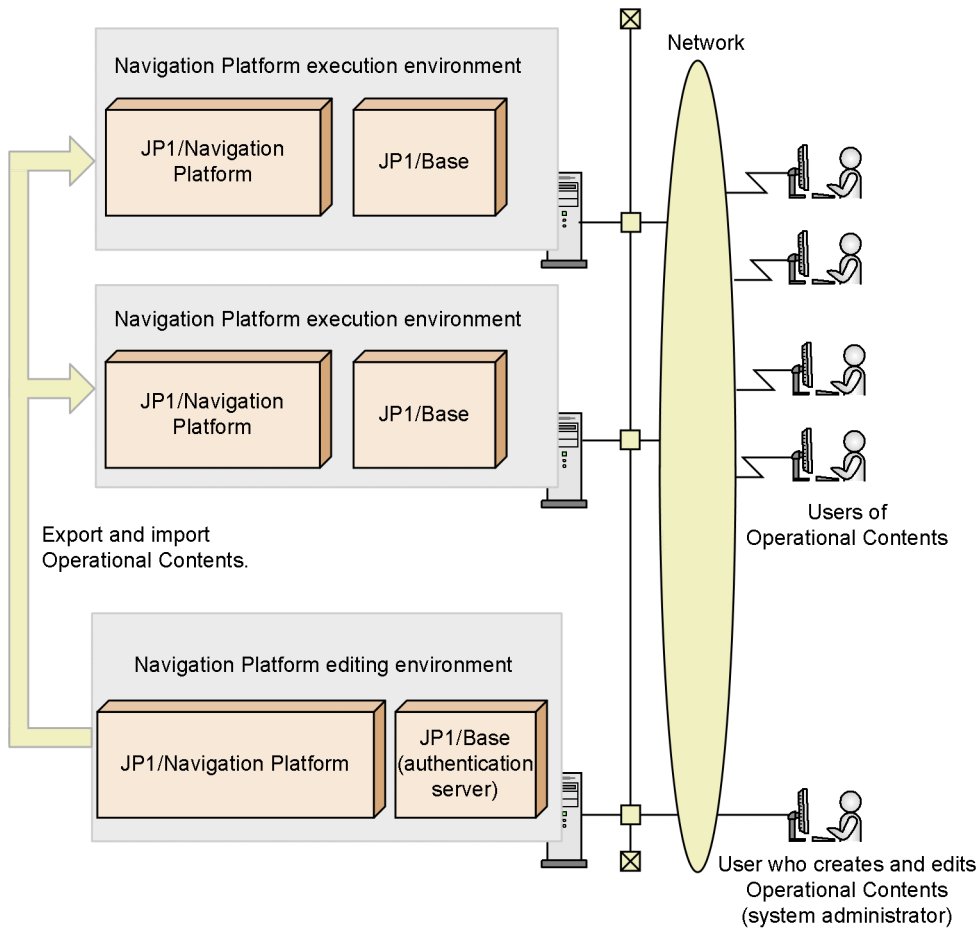 Network
Navigation Platform execution environment
JP1/Navigation
Platform
JP1/Base
Navigation Platform execution environment
JP1/Navigation
Platform
JP1/Base
Users of
Operational Contents
Export and import
Operational Contents.
Navigation Platform editing environment
JP1/Navigation Platform
JP1/Base
(authentication
server)
User who creates and edits
Operational Contents
(system administrator)